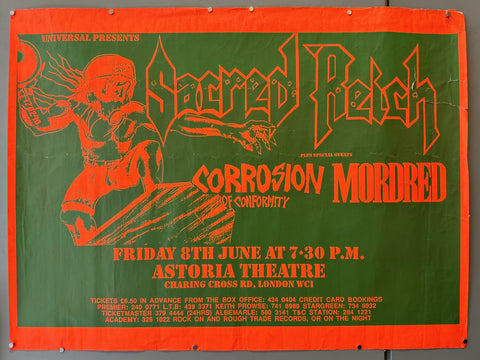 UNIVERSAL PRESENTS
Sacred Reich
PLUS SPECIAL GUESTS
CORROSION OF CONFORMITY
MORDRED
FRIDAY 8TH JUNE AT 7·30 P.M.
ASTORIA THEATRE
CHARING CROSS RD, LONDON WC1
TICKETS £6.50 IN ADVANCE FROM THE BOX OFFICE: 434 0404 CREDIT CARD BOOKINGS
PREMIER: 240 0771 L.T.B: 439 3371 KEITH PROWSE: 741 8989 STARGREEN: 734 8932
TICKETMASTER 379 4444 (24HRS) ALBEMARLE: 580 3141 T&C STATION: 284 1221
ACADEMY: 326 1022 ROCK ON AND ROUGH TRADE RECORDS, OR ON THE NIGHT